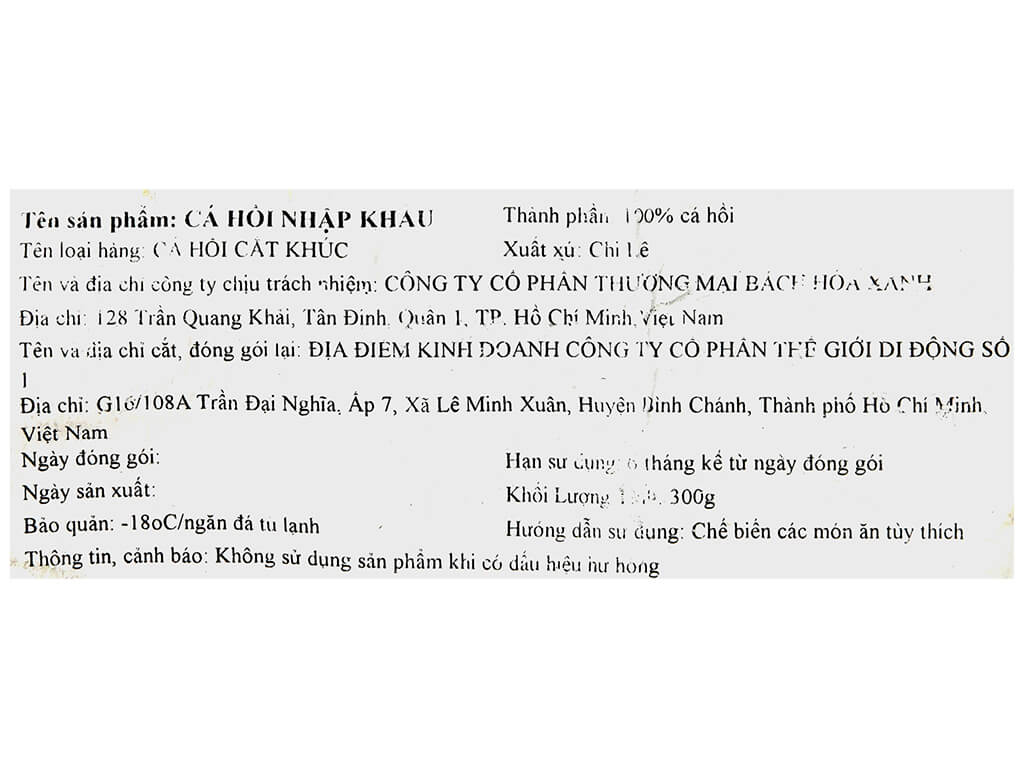 Tên sản phẩm: CÁ HỒI NHẬP KHẨU
Thành phần: 100% cá hồi
Tên loại hàng: CÁ HỒI CẮT KHÚC
Xuất xứ: Chi Lê
Tên và địa chỉ công ty chịu trách nhiệm: CÔNG TY CỔ PHẦN THƯƠNG MẠI BÁCH HÓA XANH
Địa chỉ: 128 Trần Quang Khải, Tân Định, Quận 1, TP. Hồ Chí Minh, Việt Nam
Tên và địa chỉ cắt, đóng gói lại: ĐỊA ĐIỂM KINH DOANH CÔNG TY CỔ PHẦN THẾ GIỚI DI ĐỘNG SỐ
1
Địa chỉ: G16/108A Trần Đại Nghĩa, Ấp 7, Xã Lê Minh Xuân, Huyện Bình Chánh, Thành phố Hồ Chí Minh,
Việt Nam
Ngày đóng gói:
Hạn sử dụng: 6 tháng kể từ ngày đóng gói
Ngày sản xuất:
Khối Lượng 300g
Bảo quản: -18oC/ngăn đá tủ lạnh
Hướng dẫn sử dụng: Chế biến các món ăn tùy thích
Thông tin, cảnh báo: Không sử dụng sản phẩm khi có dấu hiệu hư hỏng